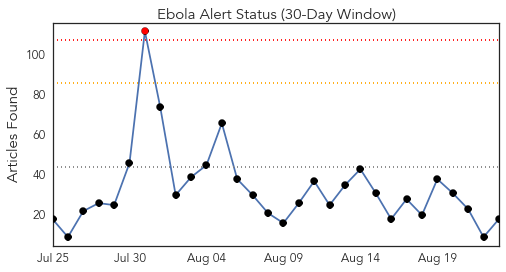 Ebola Alert Status (30-Day Window)
Articles Found
100
80
60
40
20
Jul 25 Jul 30 Aug 04 Aug 09 Aug 14 Aug 19